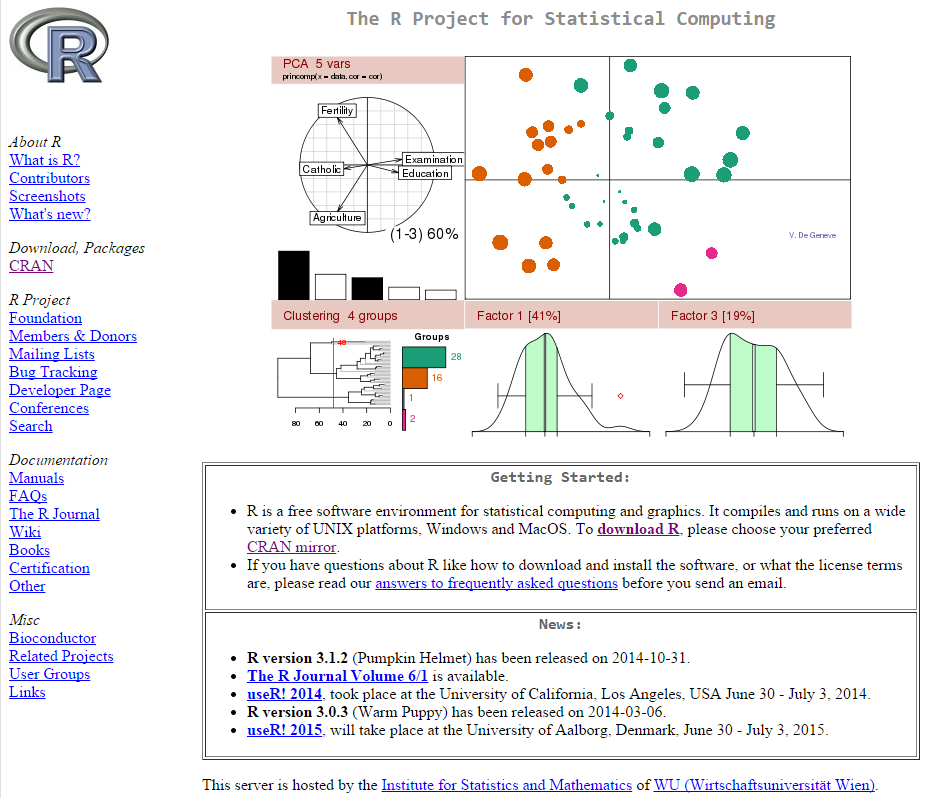 R
The R Project for Statistical Computing
PCA 5 vars
princomp(x = data, cor = cor)
Fertility
Catholic
Examination
Education
Agriculture
(1-3) 60%
V. De Geneve
Clustering 4 groups
Factor 1 [41%]
Factor 3 [19%]
48
Groups
28
16
1
2
80 60 40 20 0
About R
What is R?
Contributors
Screenshots
What's new?
Download, Packages
CRAN
R Project
Foundation
Members & Donors
Mailing Lists
Bug Tracking
Developer Page
Conferences
Search
Documentation
Manuals
FAQs
The R Journal
Wiki
Books
Certification
Other
Misc
Bioconductor
Related Projects
User Groups
Links
Getting Started:
• R is a free software environment for statistical computing and graphics. It compiles and runs on a wide
variety of UNIX platforms, Windows and MacOS. To download R, please choose your preferred
CRAN mirror.
• If you have questions about R like how to download and install the software, or what the license terms
are, please read our answers to frequently asked questions before you send an email.
News:
• R version 3.1.2 (Pumpkin Helmet) has been released on 2014-10-31.
• The R Journal Volume 6/1 is available.
• useR! 2014, took place at the University of California, Los Angeles, USA June 30 - July 3, 2014.
• R version 3.0.3 (Warm Puppy) has been released on 2014-03-06.
• useR! 2015, will take place at the University of Aalborg, Denmark, June 30 - July 3, 2015.
This server is hosted by the Institute for Statistics and Mathematics of WU (Wirtschaftsuniversität Wien).